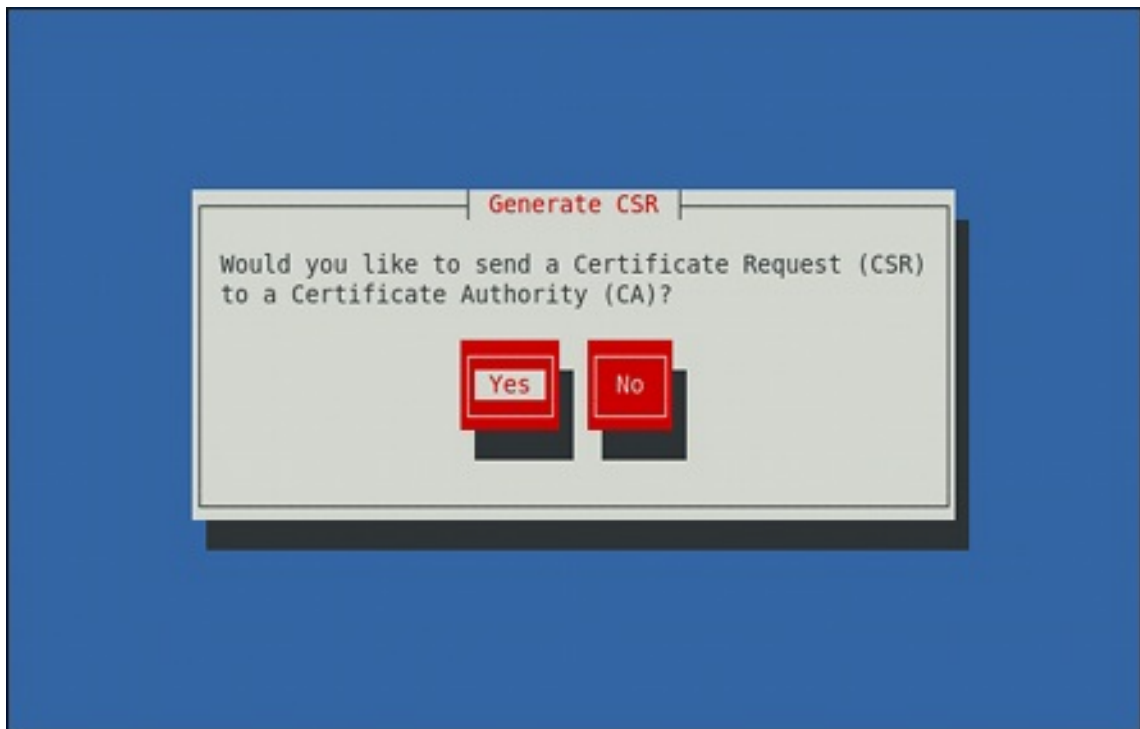 Generate CSR
Would you like to send a Certificate Request (CSR)
to a Certificate Authority (CA)?
Yes No